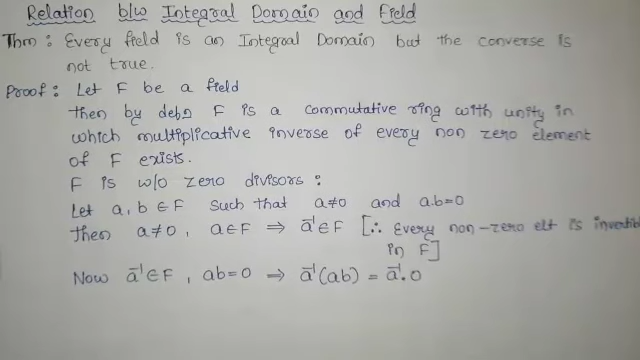 Relation b/w Integral Domain and Field
Thm : Every field is an Integral Domain but the converse is
not true.
Proof : Let F be a field
then by defn F is a commutative ring with unity in
which multiplicative inverse of every non zero element
of F exists.
F is w/o zero divisors :
Let a, b ∈ F such that a≠0 and a.b=0
Then a≠0, a∈F ⇒ a⁻¹∈F [∴ Every non-zero elt is invertible
in F]
Now a⁻¹∈F , ab=0 ⇒ a⁻¹(ab) = a⁻¹.0